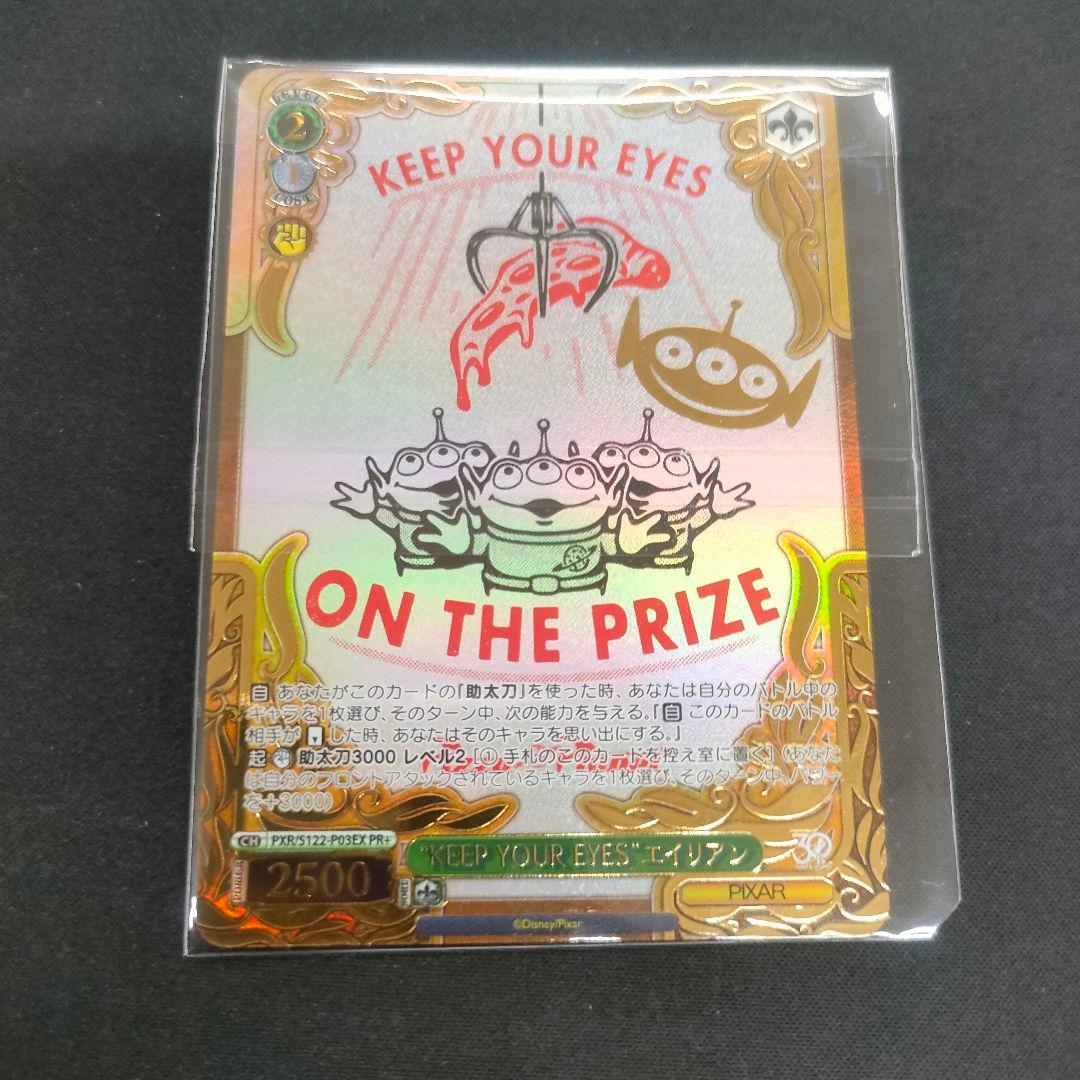 LEVEL
2
1
COST
KEEP YOUR EYES
ON THE PRIZE
自 あなたがこのカードの「助太刀」を使った時、あなたは自分のバトル中の
キャラを1枚選び、そのターン中、次の能力を与える。「自 このカードのバトル
相手が した時、あなたはそのキャラを思い出にする。」
起 助太刀3000 レベル2 [① 手札のこのカードを控え室に置く] (あなた
は自分のフロントアタックされているキャラを1枚選び、そのターン中、パワー
を+3000)
CH PXR/S122-P03EX PR+
"KEEP YOUR EYES"エイリアン
30
POWER
2500
SIDE
PIXAR
©Disney/Pixar